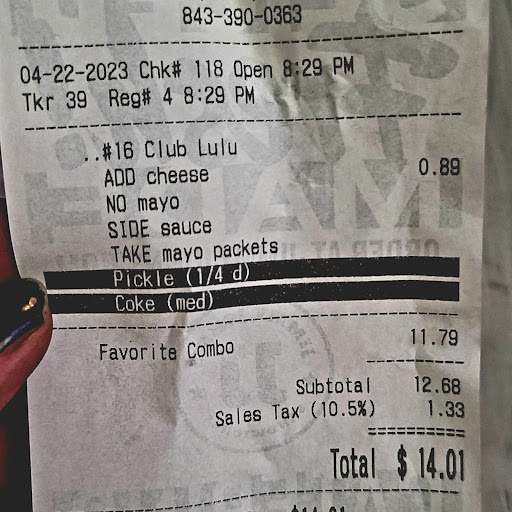 843-390-0363
04-22-2023 Chk# 118 Open 8:29 PM
Tkr 39 Reg# 4 8:29 PM
..#16 Club Lulu
ADD cheese 0.89
NO mayo
SIDE sauce
TAKE mayo packets
Pickle (1/4 d)
Coke (med)
Favorite Combo 11.79
Subtotal 12.68
Sales Tax (10.5%) 1.33
Total $ 14.01